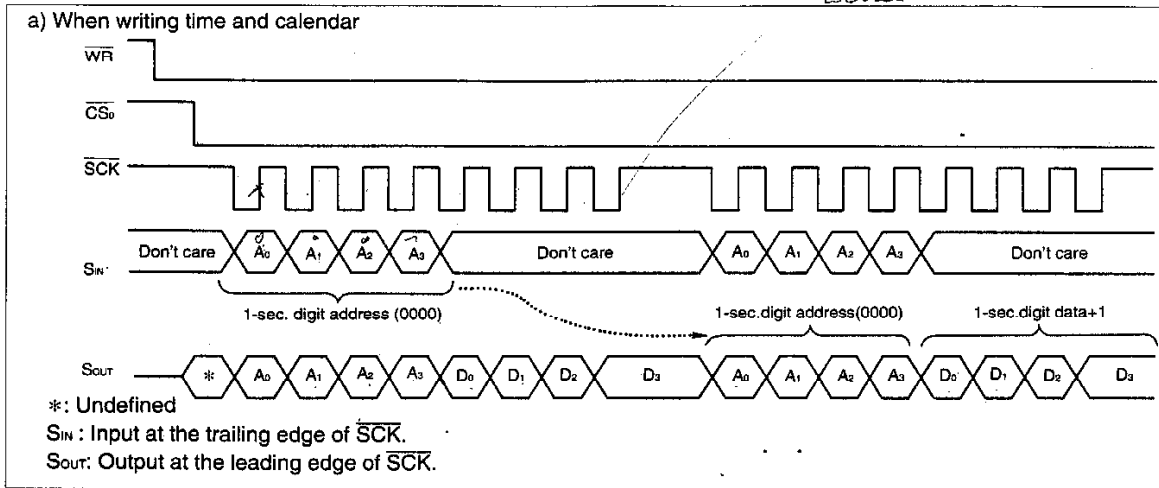 a) When writing time and calendar
WR
CS₀
SCK
Don't care A₀ A₁ A₂ A₃ Don't care A₀ A₁ A₂ A₃ Don't care
SIN
1-sec. digit address (0000) 1-sec.digit address(0000) 1-sec.digit data+1
SOUT * A₀ A₁ A₂ A₃ D₀ D₁ D₂ D₃ A₀ A₁ A₂ A₃ D₀ D₁ D₂ D₃
*: Undefined
SIN : Input at the trailing edge of SCK.
SOUT: Output at the leading edge of SCK.